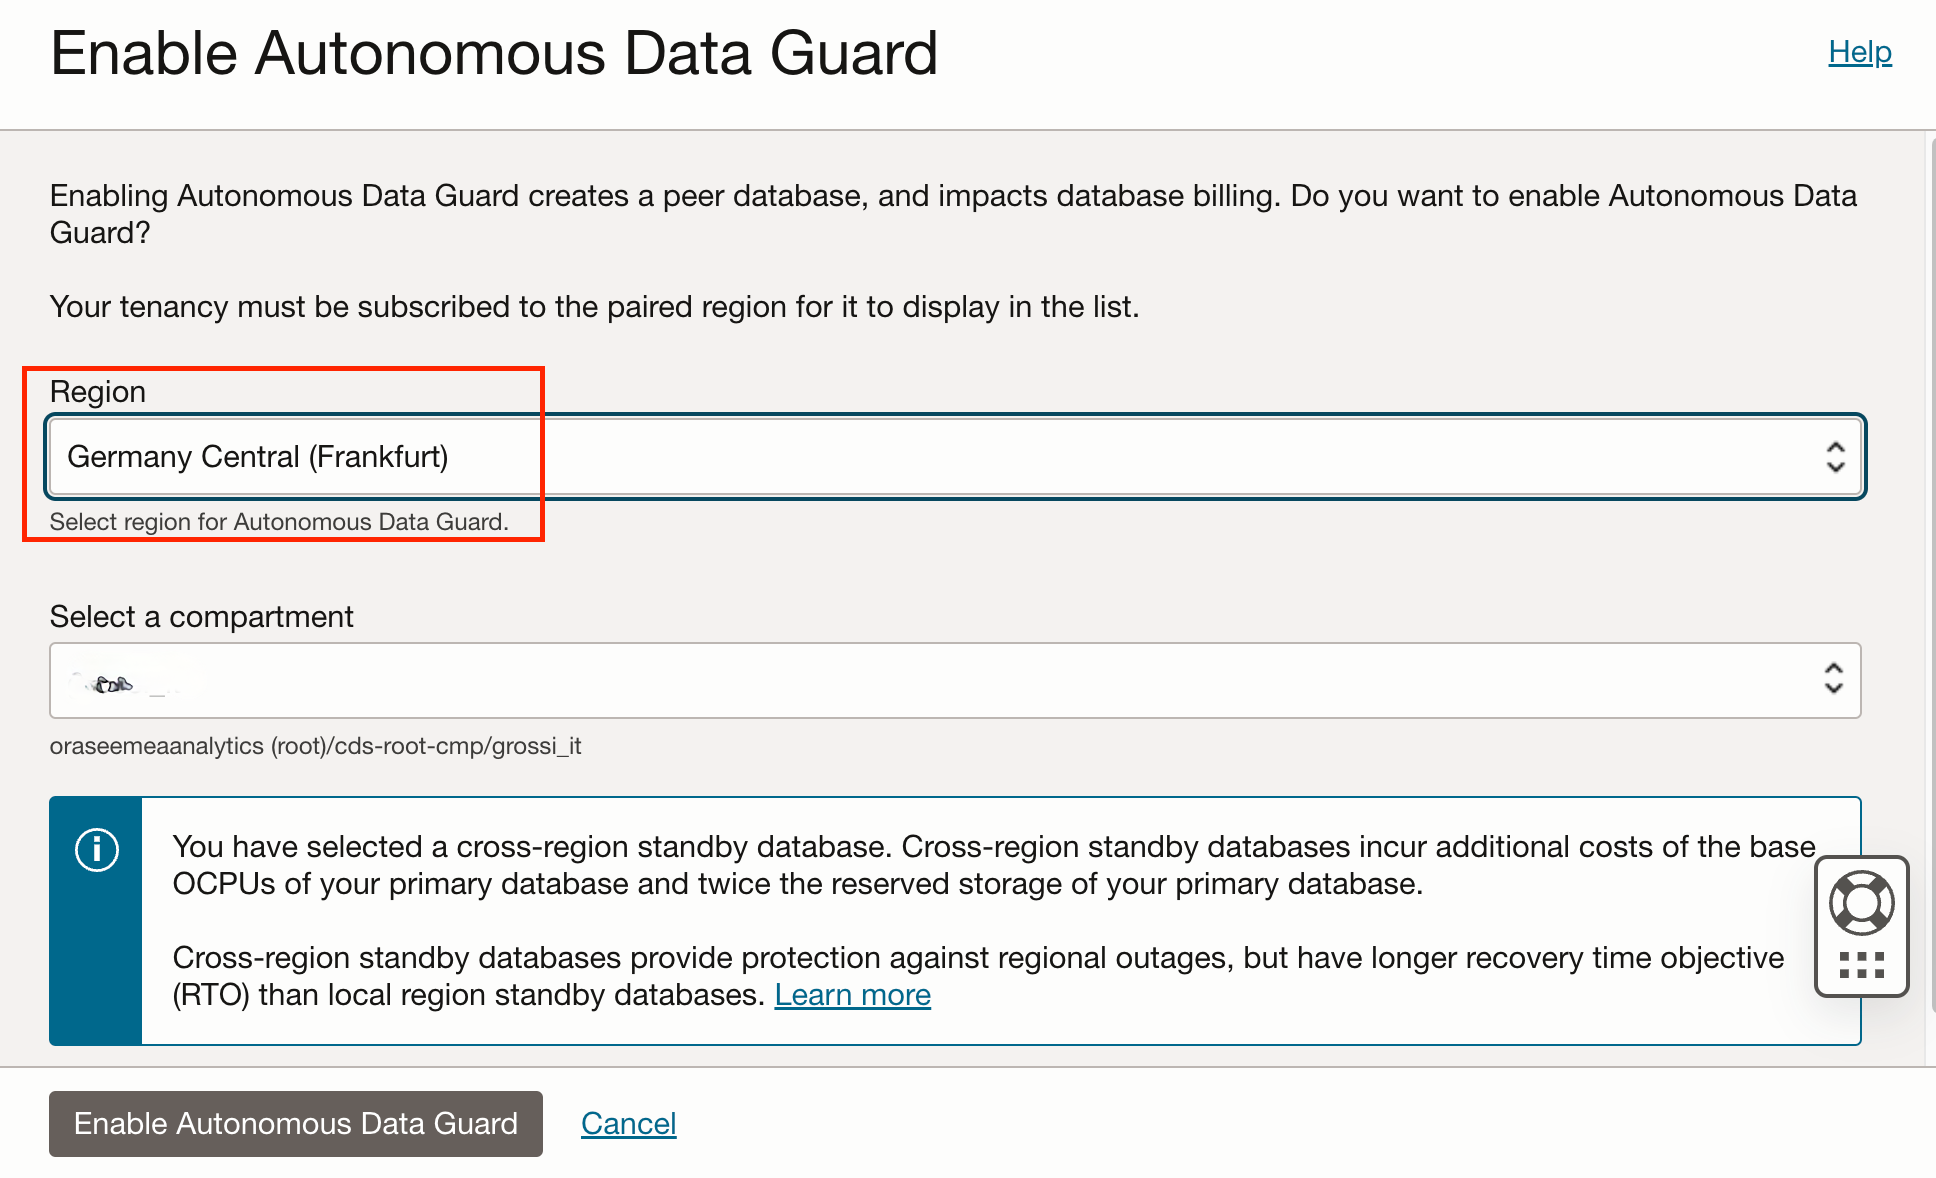 Enable Autonomous Data Guard
Help
Enabling Autonomous Data Guard creates a peer database, and impacts database billing. Do you want to enable Autonomous Data
Guard?
Your tenancy must be subscribed to the paired region for it to display in the list.
Region
Germany Central (Frankfurt)
Select region for Autonomous Data Guard.
Select a compartment
oraseemeaanalytics (root)/cds-root-cmp/grossi_it
You have selected a cross-region standby database. Cross-region standby databases incur additional costs of the base
OCPUs of your primary database and twice the reserved storage of your primary database.
Cross-region standby databases provide protection against regional outages, but have longer recovery time objective
(RTO) than local region standby databases. Learn more
Enable Autonomous Data Guard
Cancel